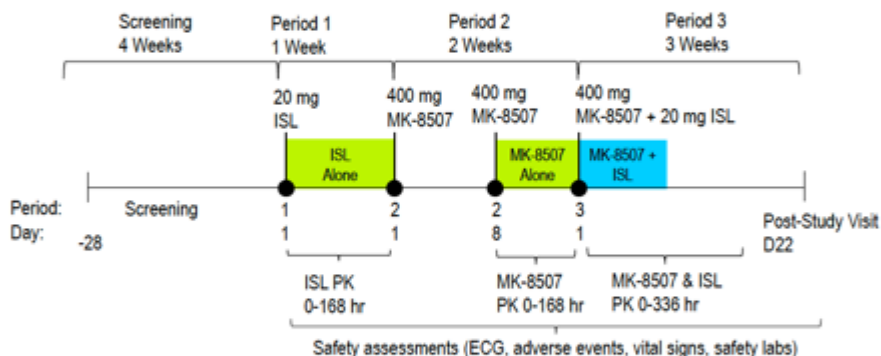 Screening
4 Weeks
Period 1
1 Week
Period 2
2 Weeks
Period 3
3 Weeks
20 mg
ISL
400 mg
MK-8507
400 mg
MK-8507
400 mg
MK-8507 + 20 mg ISL
ISL
Alone
MK-8507
Alone
MK-8507 +
ISL
Period: Screening 1 2 2 3
Day: -28 1 1 8 1
Post-Study Visit
D22
ISL PK
0-168 hr
MK-8507
PK 0-168 hr
MK-8507 & ISL
PK 0-336 hr
Safety assessments (ECG, adverse events, vital signs, safety labs)